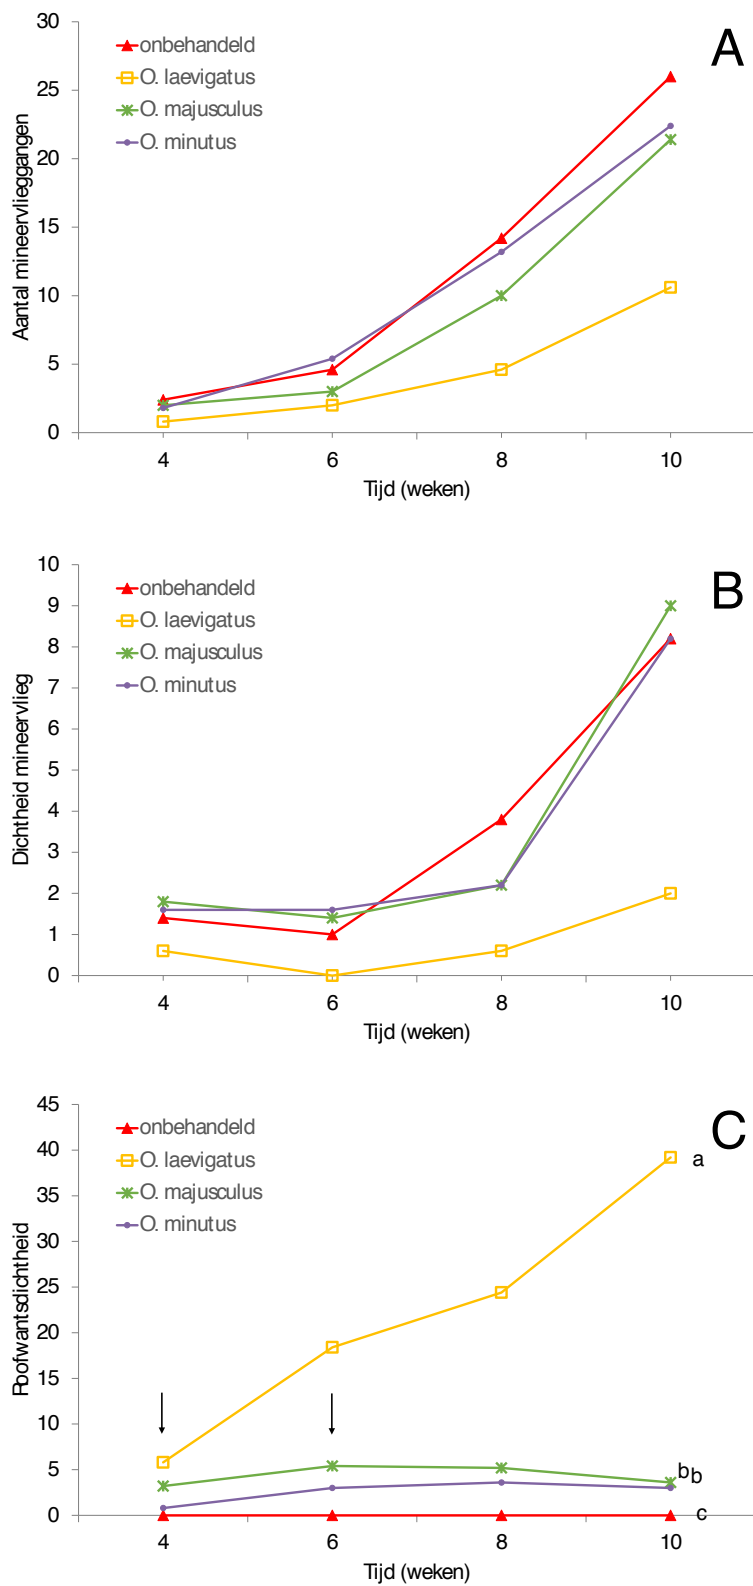 A
onbehandeld
O. laevigatus
O. majusculus
O. minutus
Aantal mineervlieggangen
30
25
20
15
10
5
0
4 6 8 10
Tijd (weken)
B
onbehandeld
O. laevigatus
O. majusculus
O. minutus
Dichtheid mineervlieg
10
9
8
7
6
5
4
3
2
1
0
4 6 8 10
Tijd (weken)
C
onbehandeld
O. laevigatus
O. majusculus
O. minutus
Roofwantsdichtheid
45
40
35
30
25
20
15
10
5
0
a
bb
c
4 6 8 10
Tijd (weken)